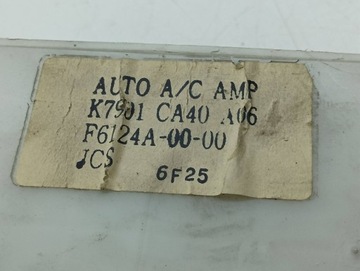 AUTO A/C AMP
K7901 CA40 A06
F6124A-00-00
JCS
6F25